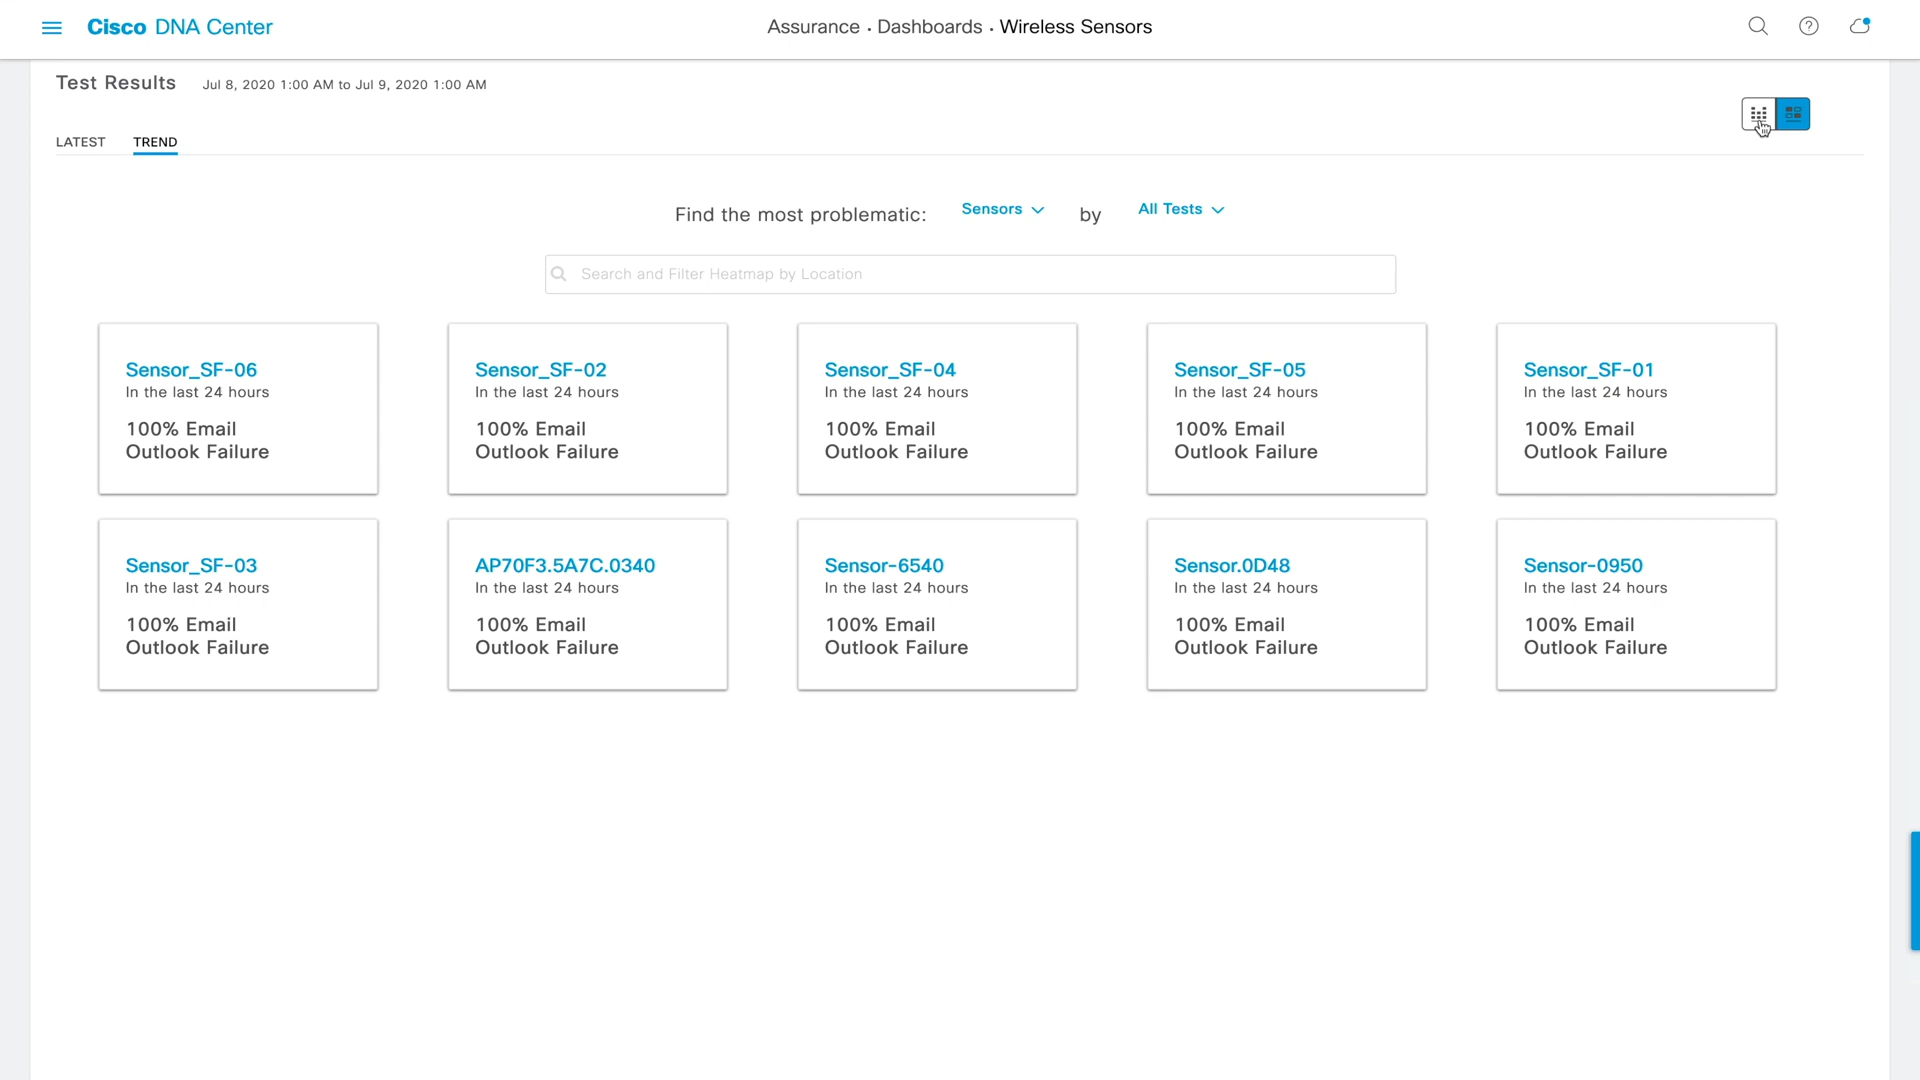 Cisco DNA Center
Assurance · Dashboards · Wireless Sensors
Test Results Jul 8, 2020 1:00 AM to Jul 9, 2020 1:00 AM
LATEST TREND
Find the most problematic: Sensors by All Tests
Search and Filter Heatmap by Location
Sensor_SF-06
In the last 24 hours
100% Email
Outlook Failure
Sensor_SF-02
In the last 24 hours
100% Email
Outlook Failure
Sensor_SF-04
In the last 24 hours
100% Email
Outlook Failure
Sensor_SF-05
In the last 24 hours
100% Email
Outlook Failure
Sensor_SF-01
In the last 24 hours
100% Email
Outlook Failure
Sensor_SF-03
In the last 24 hours
100% Email
Outlook Failure
AP70F3.5A7C.0340
In the last 24 hours
100% Email
Outlook Failure
Sensor-6540
In the last 24 hours
100% Email
Outlook Failure
Sensor.0D48
In the last 24 hours
100% Email
Outlook Failure
Sensor-0950
In the last 24 hours
100% Email
Outlook Failure